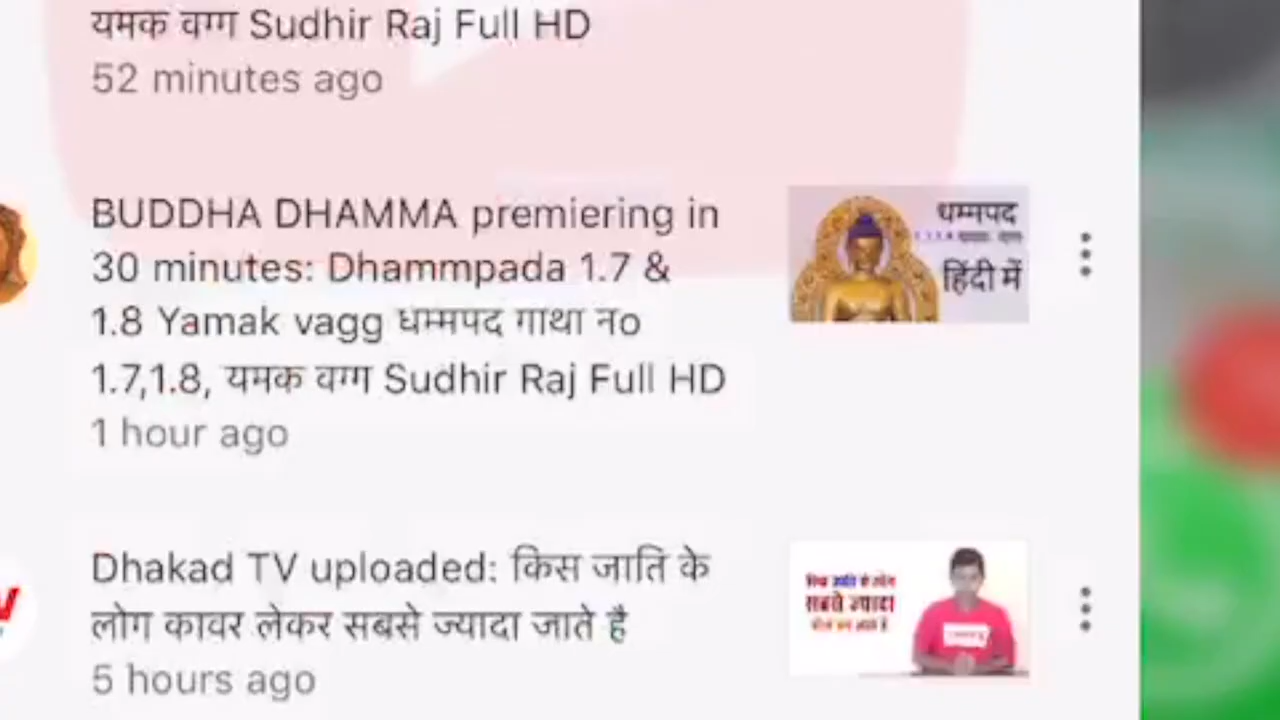 यमक वग्ग Sudhir Raj Full HD
52 minutes ago
BUDDHA DHAMMA premiering in
30 minutes: Dhammpada 1.7 &
1.8 Yamak vagg धम्मपद गाथा नo
1.7,1.8, यमक वग्ग Sudhir Raj Full HD
1 hour ago
धम्मपद
हिंदी में
Dhakad TV uploaded: किस जाति के
लोग कावर लेकर सबसे ज्यादा जाते है
5 hours ago
किस जाति के लोग
सबसे ज्यादा